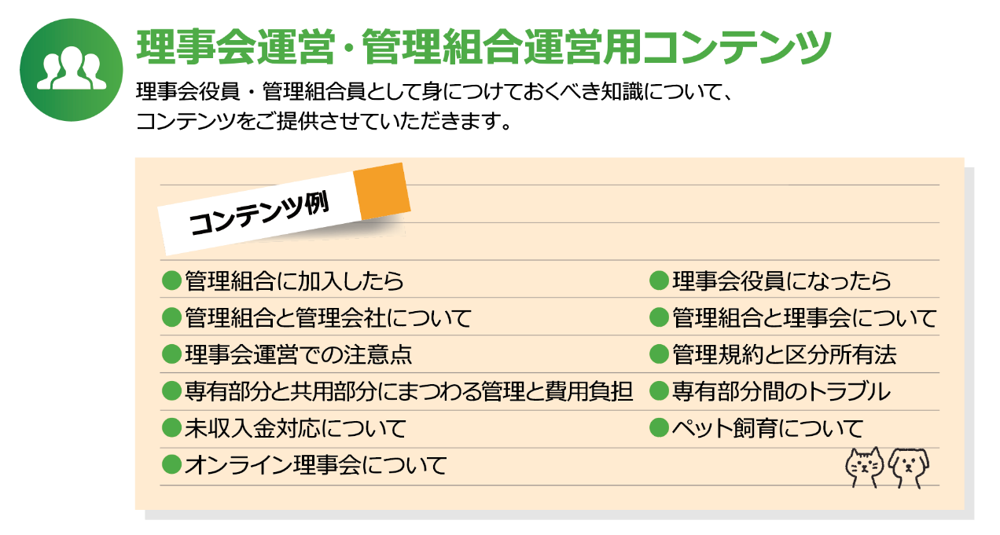 理事会運営・管理組合運営用コンテンツ
理事会役員・管理組合員として身につけておくべき知識について、
コンテンツをご提供させていただきます。
コンテンツ例
●管理組合に加入したら
●理事会役員になったら
●管理組合と管理会社について
●管理組合と理事会について
●理事会運営での注意点
●管理規約と区分所有法
●専有部分と共用部分にまつわる管理と費用負担
●専有部分間のトラブル
●未収入金対応について
●ペット飼育について
●オンライン理事会について